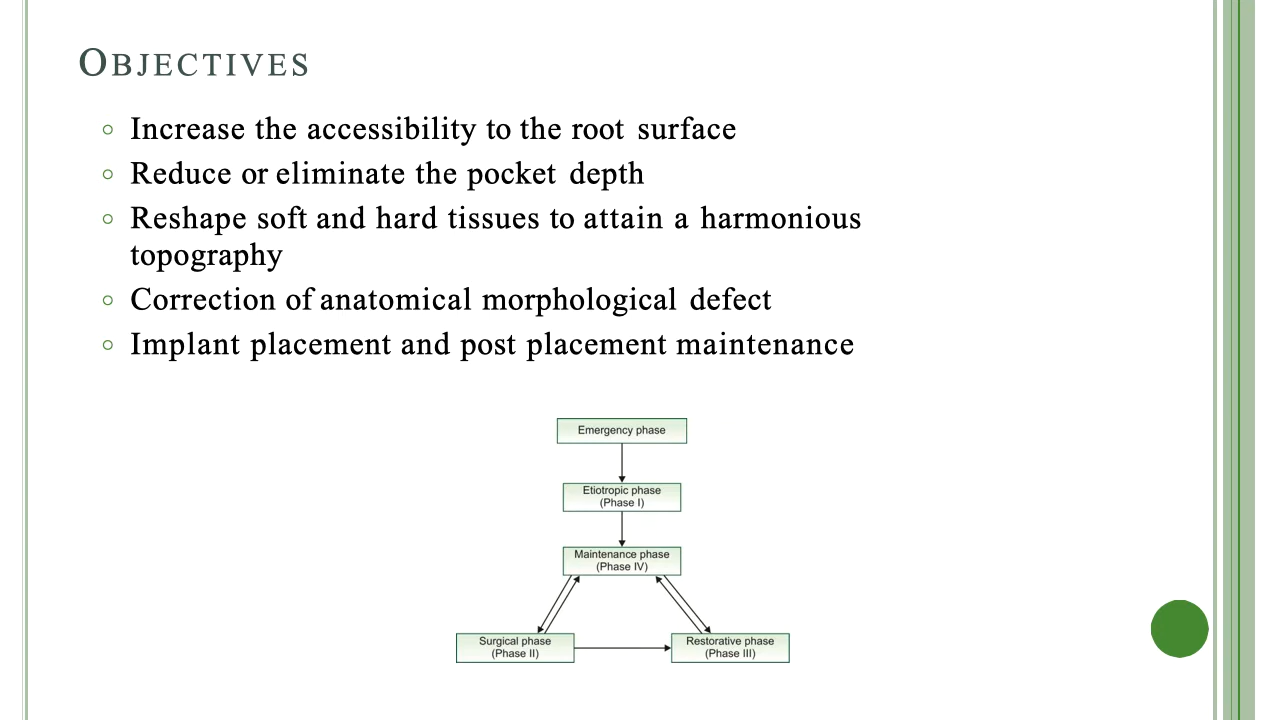 OBJECTIVES
Increase the accessibility to the root surface
Reduce or eliminate the pocket depth
Reshape soft and hard tissues to attain a harmonious
topography
Correction of anatomical morphological defect
Implant placement and post placement maintenance
Emergency phase
Etiotropic phase
(Phase I)
Maintenance phase
(Phase IV)
Surgical phase
(Phase II)
Restorative phase
(Phase III)